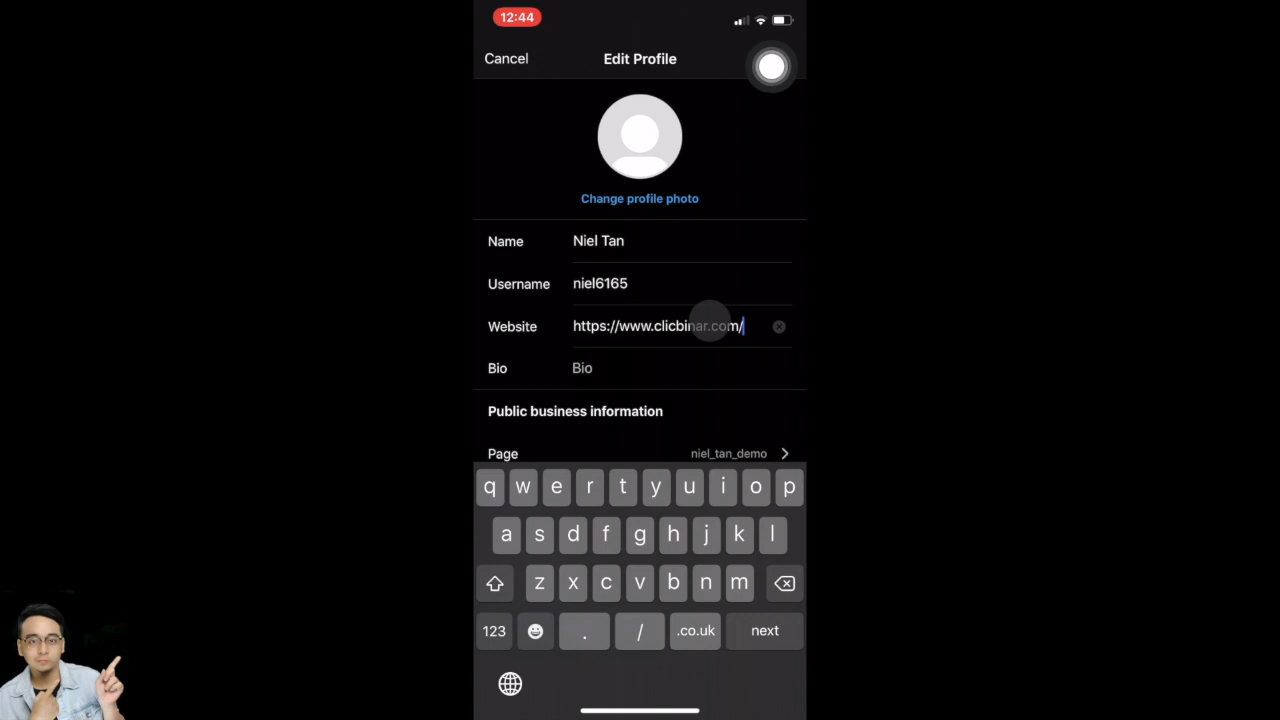 12:44
Cancel Edit Profile
Change profile photo
Name Niel Tan
Username niel6165
Website https://www.clicbinar.com/
Bio Bio
Public business information
Page niel_tan_demo
q w e r t y u i o p
a s d f g h j k l
z x c v b n m
123 . / .co.uk next